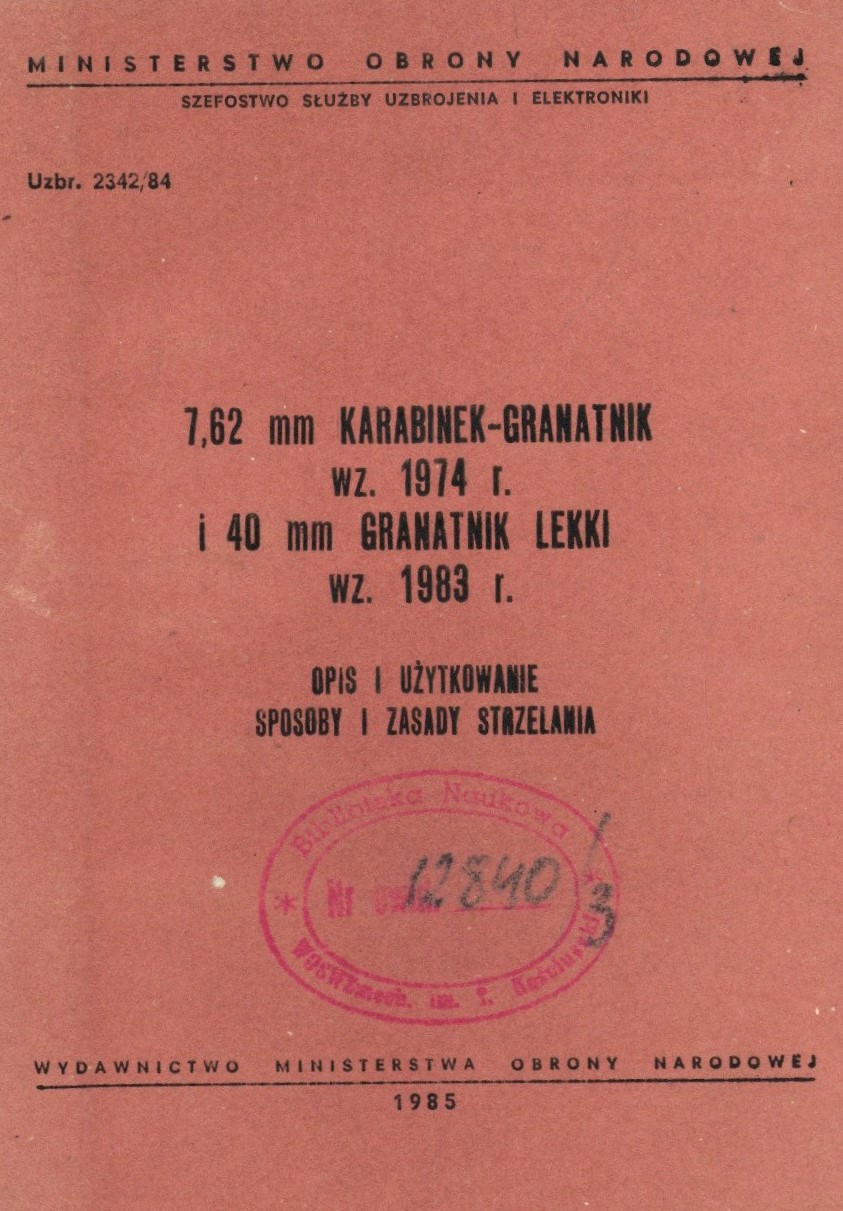 MINISTERSTWO OBRONY NARODOWEJ
SZEFOSTWO SŁUŻBY UZBROJENIA I ELEKTRONIKI
Uzbr. 2342/84
7,62 mm KARABINEK-GRANATNIK
wz. 1974 r.
i 40 mm GRANATNIK LEKKI
wz. 1983 r.
OPIS I UŻYTKOWANIE
SPOSOBY I ZASADY STRZELANIA
Biblioteka Naukowa
Nr 12840/3
im. T. Kościuszki
WYDAWNICTWO MINISTERSTWA OBRONY NARODOWEJ
1985